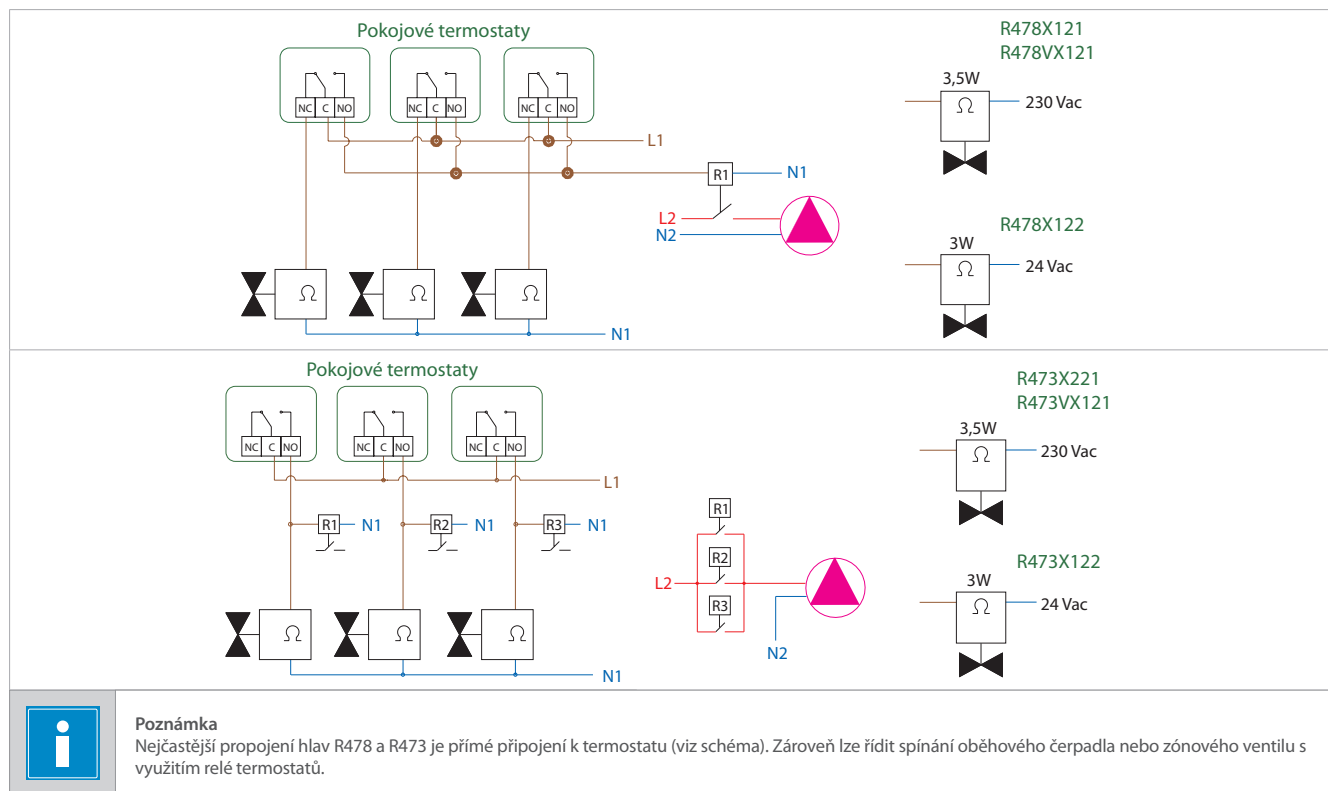 Pokojové termostaty
NC C NO
NC C NO
NC C NO
L1
R1
N1
L2
N2
Ω
Ω
Ω
N1
R478X121
R478VX121
3,5W
Ω
230 Vac
R478X122
3W
Ω
24 Vac
Pokojové termostaty
NC C NO
NC C NO
NC C NO
L1
R1
N1
R2
N1
R3
N1
Ω
Ω
Ω
N1
R1
R2
L2
R3
N2
R473X221
R473VX121
3,5W
Ω
230 Vac
R473X122
3W
Ω
24 Vac
i
Poznámka
Nejčastější propojení hlav R478 a R473 je přímé připojení k termostatu (viz schéma). Zároveň lze řídit spínání oběhového čerpadla nebo zónového ventilu s
využitím relé termostatů.